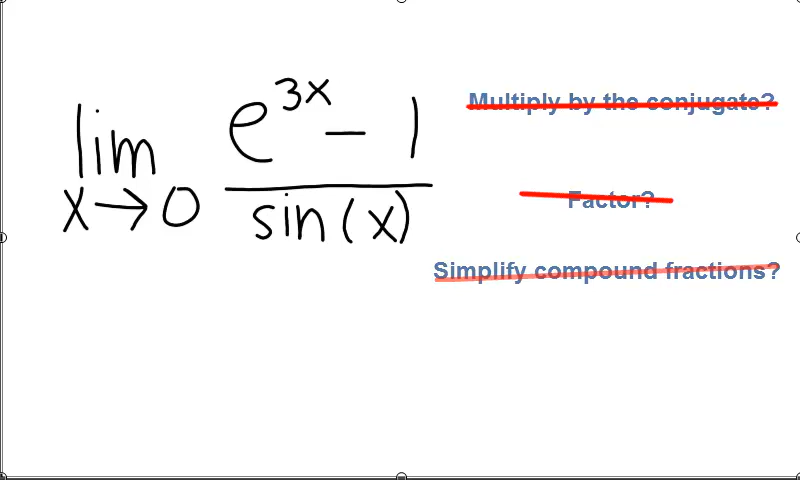 lim x→0 (e^{3x} - 1) / sin(x)
Multiply by the conjugate?
Factor?
Simplify compound fractions?